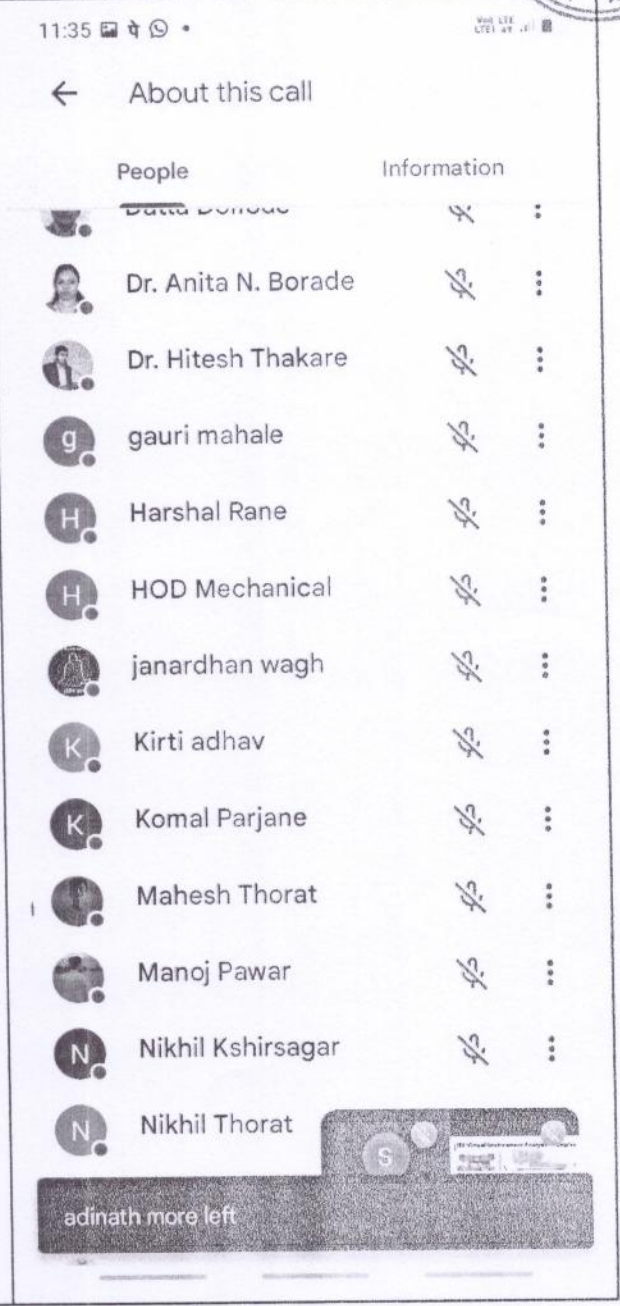 11:35 पे
About this call
People Information
Dr. Anita N. Borade
Dr. Hitesh Thakare
g gauri mahale
H Harshal Rane
H HOD Mechanical
janardhan wagh
K Kirti adhav
K Komal Parjane
Mahesh Thorat
Manoj Pawar
N Nikhil Kshirsagar
N Nikhil Thorat
S
adinath more left